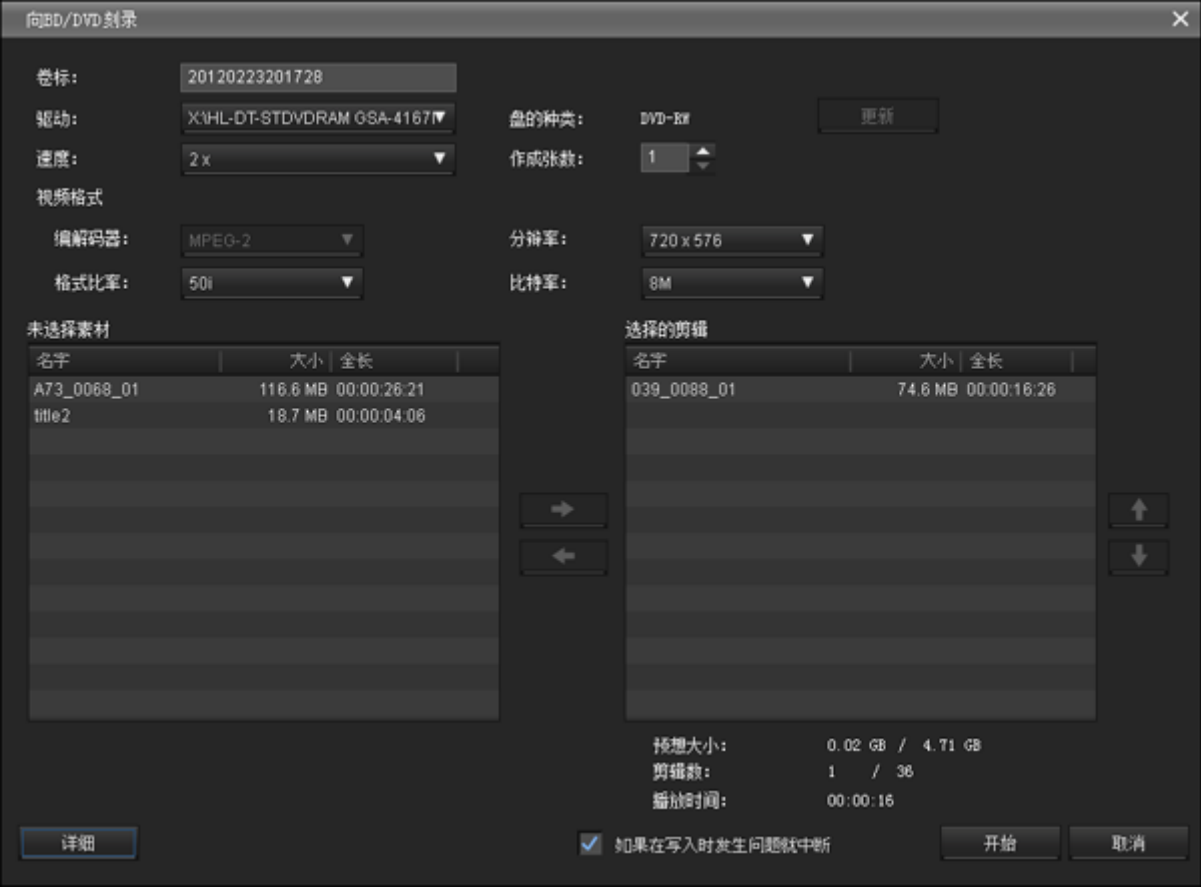 向BD/DVD刻录
卷标: 20120223201728
驱动: X:\HL-DT-STDVDRAM GSA-4167 盘的种类: DVD-RW 更新
速度: 2 x 作成张数: 1
视频格式
编解码器: MPEG-2 分辨率: 720 x 576
格式比率: 50i 比特率: 8M
未选择素材 选择的剪辑
名字 大小 全长 名字 大小 全长
A73_0068_01 116.6 MB 00:00:26:21 039_0088_01 74.6 MB 00:00:16:26
title2 18.7 MB 00:00:04:06
预想大小: 0.02 GB / 4.71 GB
剪辑数: 1 / 36
播放时间: 00:00:16
详细 如果在写入时发生问题就中断 开始 取消